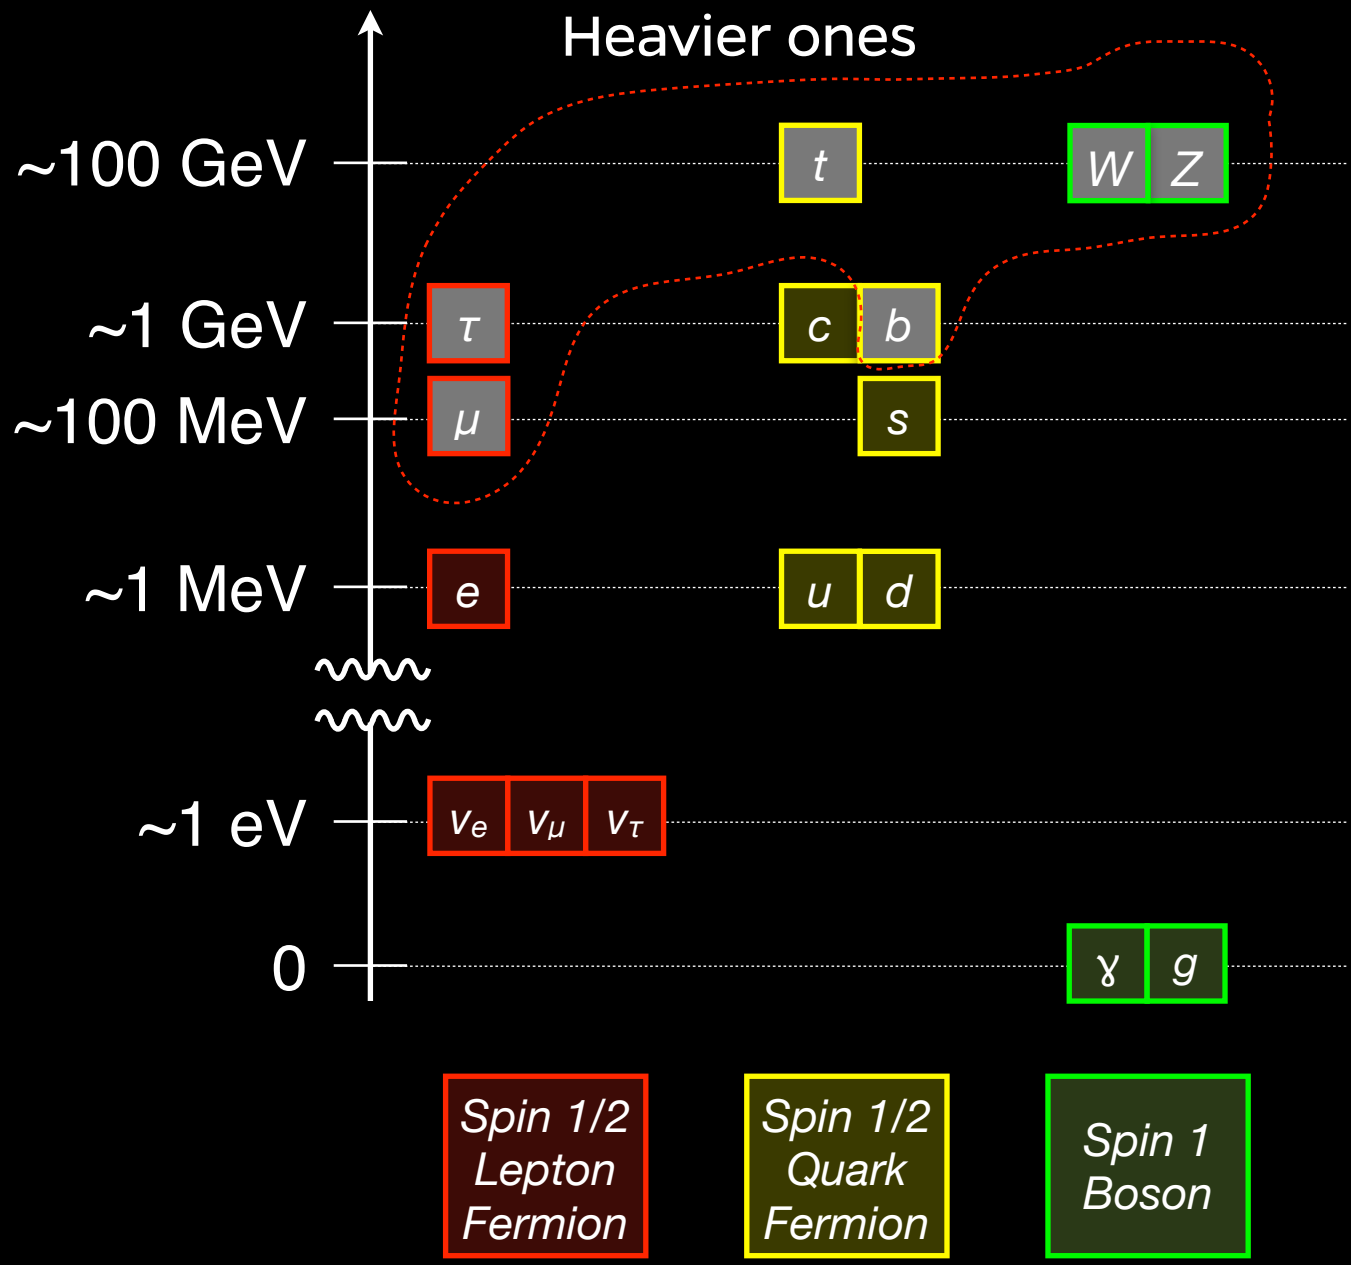 Heavier ones
~100 GeV
t
W Z
~1 GeV
τ
c b
~100 MeV
μ
s
~1 MeV
e
u d
~1 eV
νe νμ ντ
0
γ g
Spin 1/2
Lepton
Fermion
Spin 1/2
Quark
Fermion
Spin 1
Boson